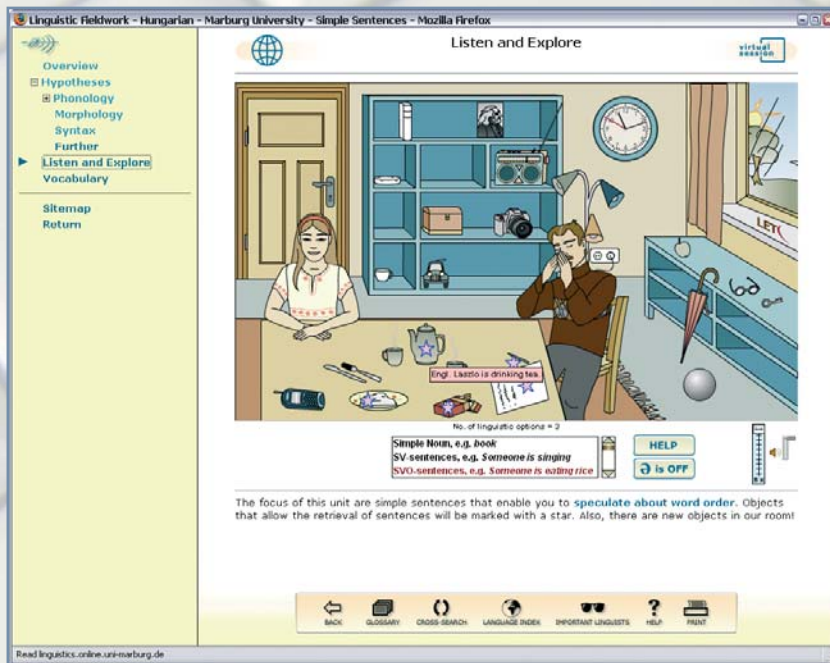 Linguistic Fieldwork - Hungarian - Marburg University - Simple Sentences - Mozilla Firefox
Overview
Hypotheses
Phonology
Morphology
Syntax
Further
Listen and Explore
Vocabulary
Sitemap
Return
Listen and Explore
virtual
session
LET
Engl. Laszlo is drinking tea.
No. of linguistic options = 3
Simple Noun, e.g. book
SV-sentences, e.g. Someone is singing
SVO-sentences, e.g. Someone is eating rice
HELP
Ə is OFF
The focus of this unit are simple sentences that enable you to speculate about word order. Objects
that allow the retrieval of sentences will be marked with a star. Also, there are new objects in our room!
BACK
GLOSSARY
CROSS-SEARCH
LANGUAGE INDEX
IMPORTANT LINGUISTS
HELP
PRINT
Read linguistics.online.uni-marburg.de